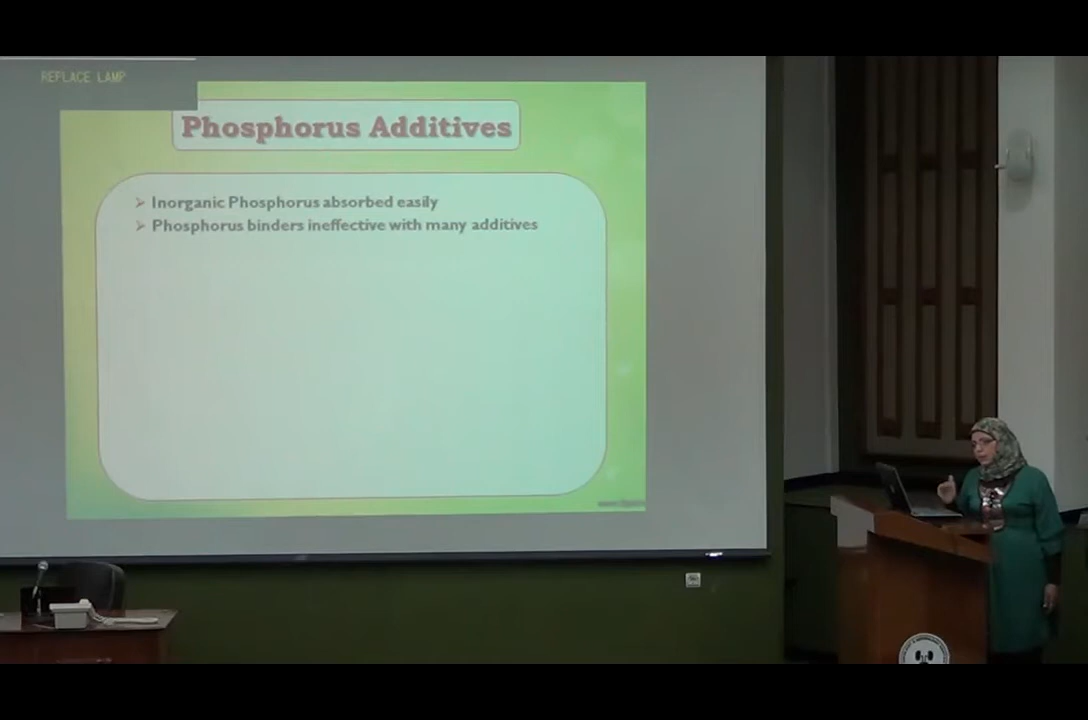 REPLACE LAMP
Phosphorus Additives
➢ Inorganic Phosphorus absorbed easily
➢ Phosphorus binders ineffective with many additives